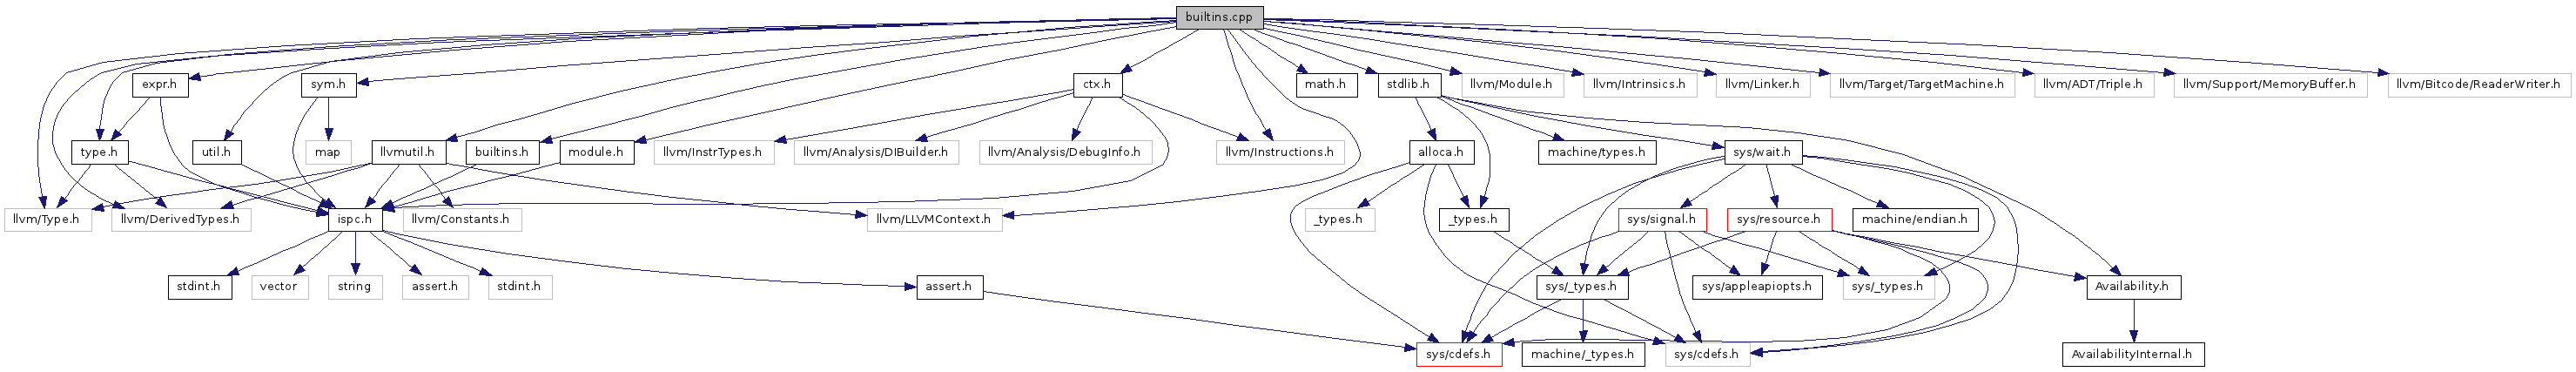 builtins.cpp
expr.h
sym.h
ctx.h
math.h
stdlib.h
llvm/Module.h
llvm/Intrinsics.h
llvm/Linker.h
llvm/Target/TargetMachine.h
llvm/ADT/Triple.h
llvm/Support/MemoryBuffer.h
llvm/Bitcode/ReaderWriter.h
type.h
util.h
map
llvmutil.h
builtins.h
module.h
llvm/InstrTypes.h
llvm/Analysis/DIBuilder.h
llvm/Analysis/DebugInfo.h
llvm/Instructions.h
alloca.h
machine/types.h
sys/wait.h
llvm/Type.h
llvm/DerivedTypes.h
ispc.h
llvm/Constants.h
llvm/LLVMContext.h
_types.h
_types.h
sys/signal.h
sys/resource.h
machine/endian.h
stdint.h
vector
string
assert.h
stdint.h
assert.h
sys/_types.h
sys/appleapiopts.h
sys/_types.h
Availability.h
sys/cdefs.h
machine/_types.h
sys/cdefs.h
AvailabilityInternal.h